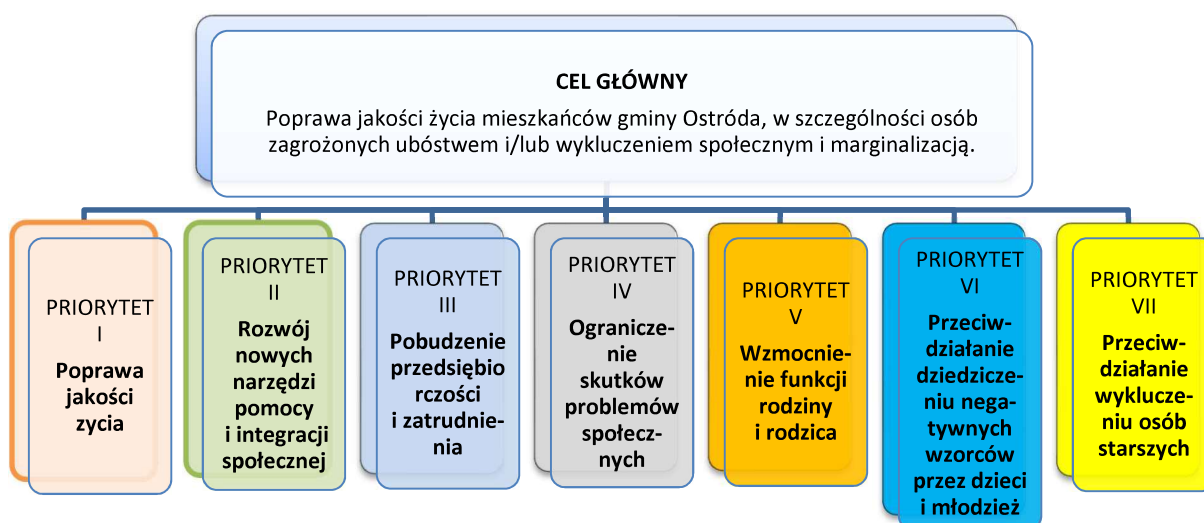 CEL GŁÓWNY
Poprawa jakości życia mieszkańców gminy Ostróda, w szczególności osób
zagrożonych ubóstwem i/lub wykluczeniem społecznym i marginalizacją.
PRIORYTET
I
Poprawa
jakości
zycia
PRIORYTET
II
Rozwój
nowych
narzędzi
pomocy
i integracji
społecznej
PRIORYTET
III
Pobudzenie
przedsiębio
rczości
i zatrudnie-
nia
PRIORYTET
IV
Ogranicze-
nie
skutków
problemów
społecz-
nych
PRIORYTET
V
Wzmocnie-
nie funkcji
rodziny
i rodzica
PRIORYTET
VI
Przeciw-
działanie
dziedzicze-
niu nega-
tywnych
wzorców
przez dzieci
i młodzież
PRIORYTET
VII
Przeciw-
działanie
wyklucze-
niu osób
starszych